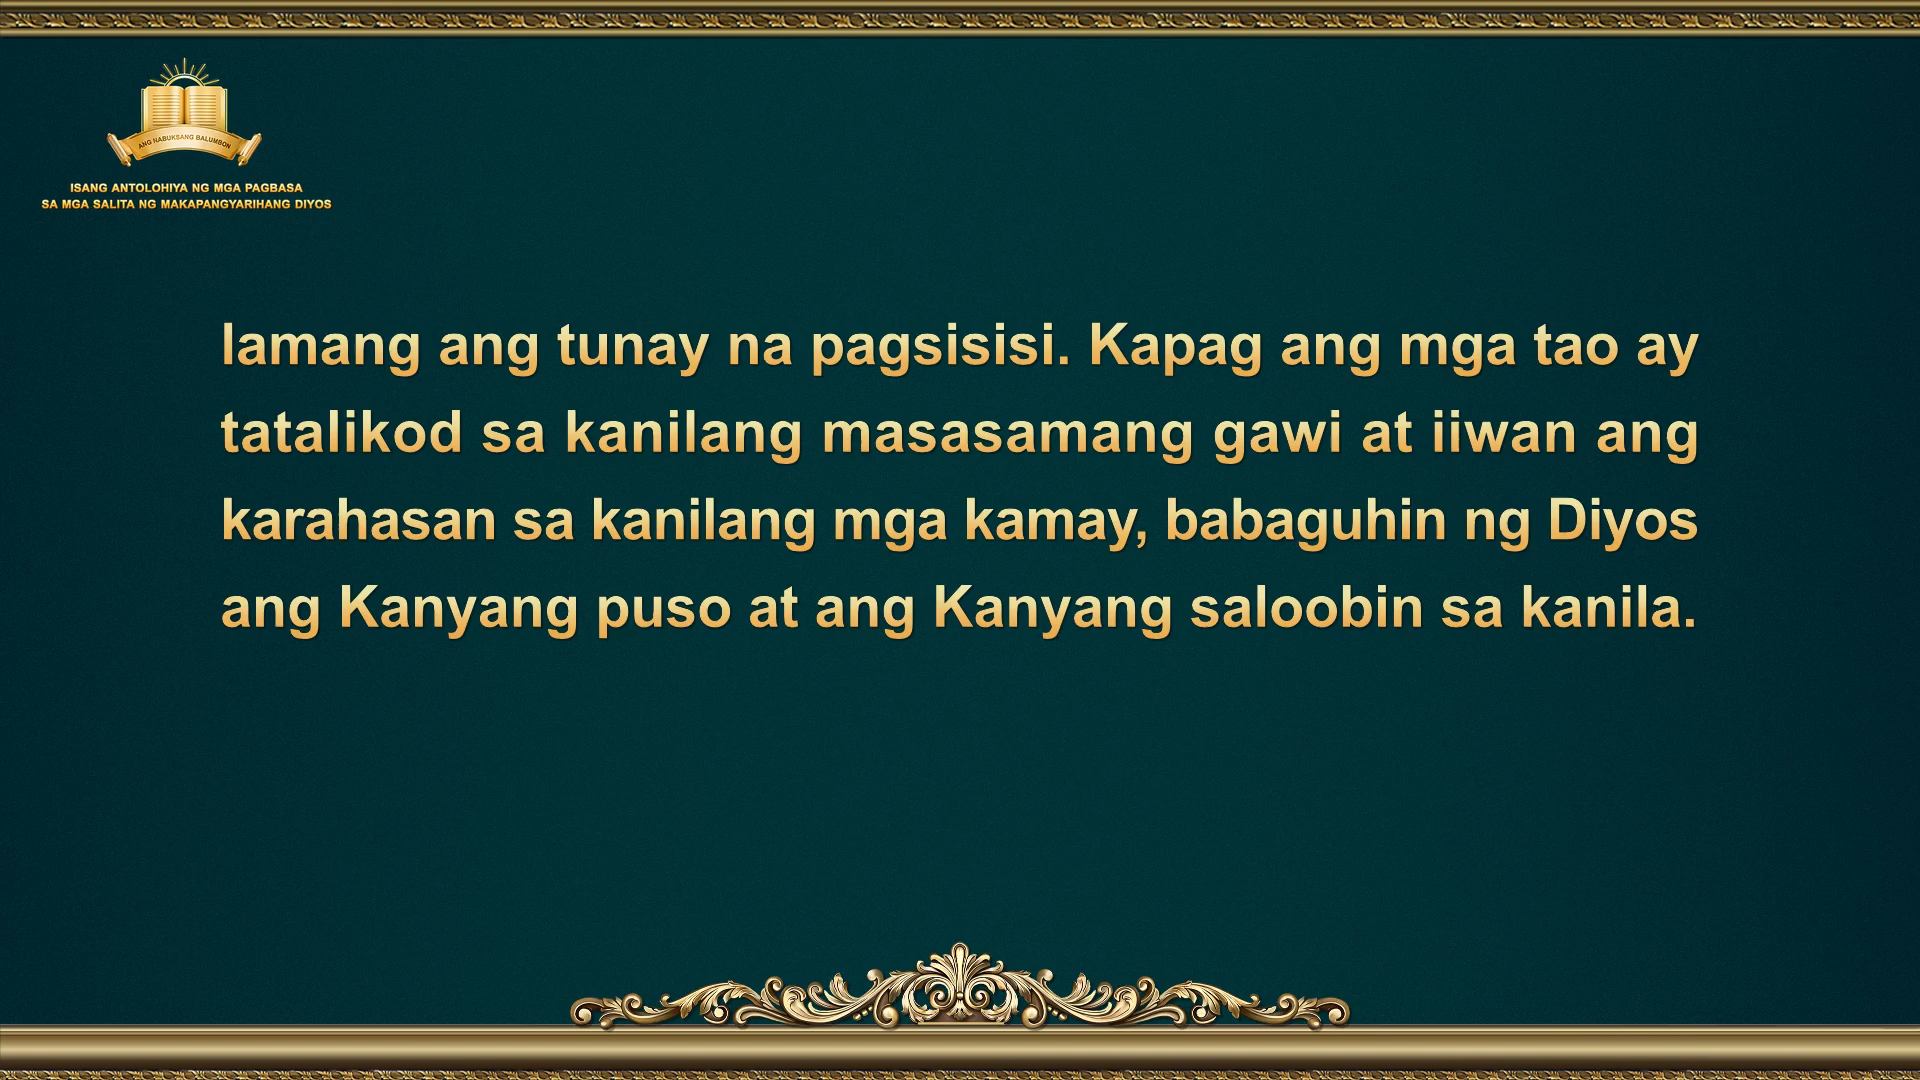 ANG NABUKSANG BALUMBON
ISANG ANTOLOHIYA NG MGA PAGBASA
SA MGA SALITA NG MAKAPANGYARIHANG DIYOS
lamang ang tunay na pagsisisi. Kapag ang mga tao ay
tatalikod sa kanilang masasamang gawi at iiwan ang
karahasan sa kanilang mga kamay, babaguhin ng Diyos
ang Kanyang puso at ang Kanyang saloobin sa kanila.